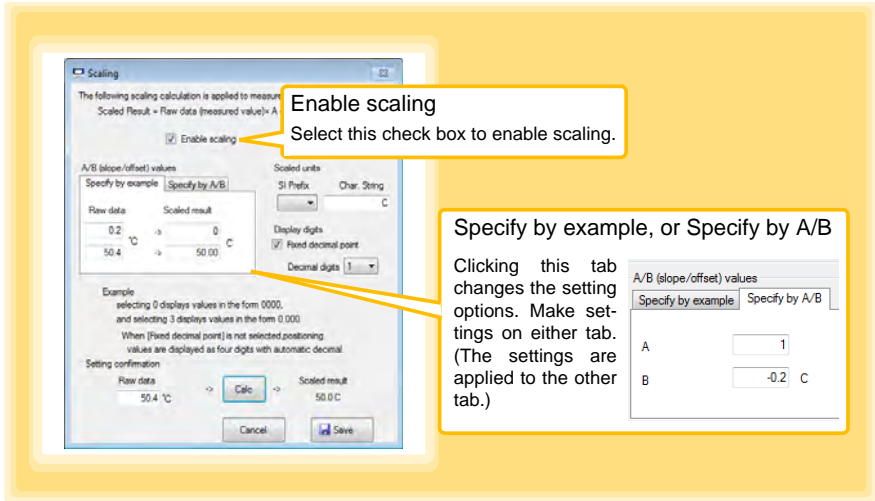 Scaling
The following scaling calculation is applied to measure
Scaled Result = Raw data (measured value)× A
Enable scaling
Enable scaling
Select this check box to enable scaling.
A/B (slope/offset) values
Specify by example Specify by A/B
Raw data Scaled result
0.2 -> 0
°C C
50.4 -> 50.00
Scaled units
SI Prefix Char. String
C
Display digits
Fixed decimal point
Decimal digits 1
Example
selecting 0 displays values in the form 0000,
and selecting 3 displays values in the form 0.000
When [Fixed decimal point] is not selected,positioning.
values are displayed as four digits with automatic decimal
Setting confirmation
Raw data Scaled result
50.4 °C -> Calc -> 50.0 C
Cancel Save
Specify by example, or Specify by A/B
Clicking this tab
changes the setting
options. Make set-
tings on either tab.
(The settings are
applied to the other
tab.)
A/B (slope/offset) values
Specify by example Specify by A/B
A 1
B -0.2 C